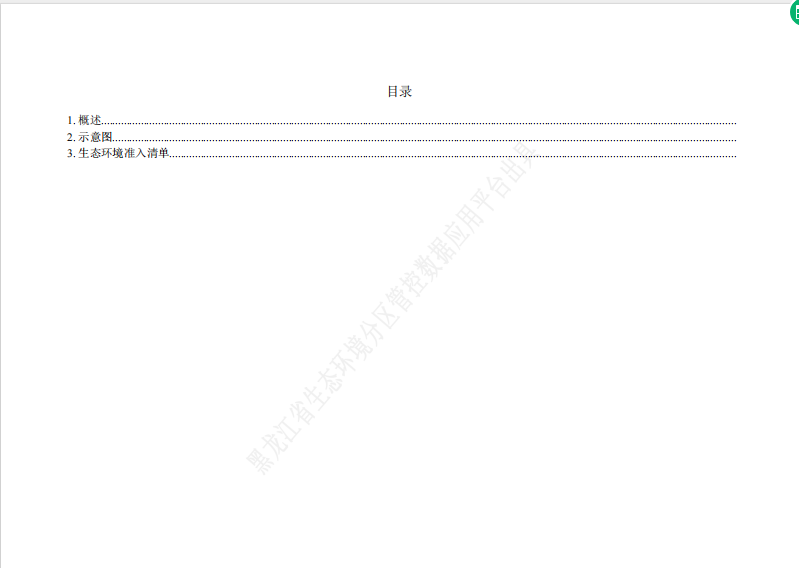 目录
1. 概述................................................................................
2. 示意图................................................................................
3. 生态环境准入清单................................................................................
黑龙江省生态环境分区管控数据应用平台出具